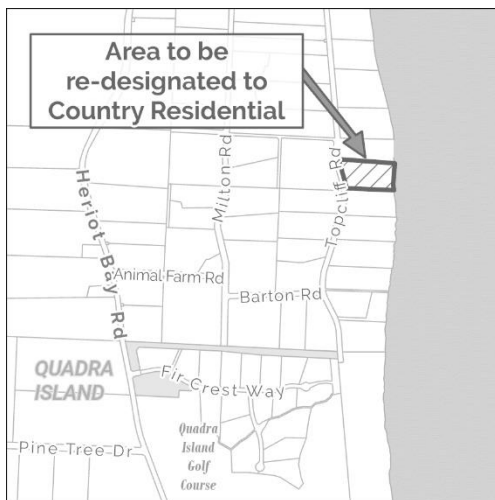 Area to be
re-designated to
Country Residential
Heriot Bay Rd
Milton Rd
Topcliff Rd
Animal Farm Rd
Barton Rd
QUADRA
ISLAND
Fir Crest Way
Quadra
Island
Golf
Course
Pine Tree Dr